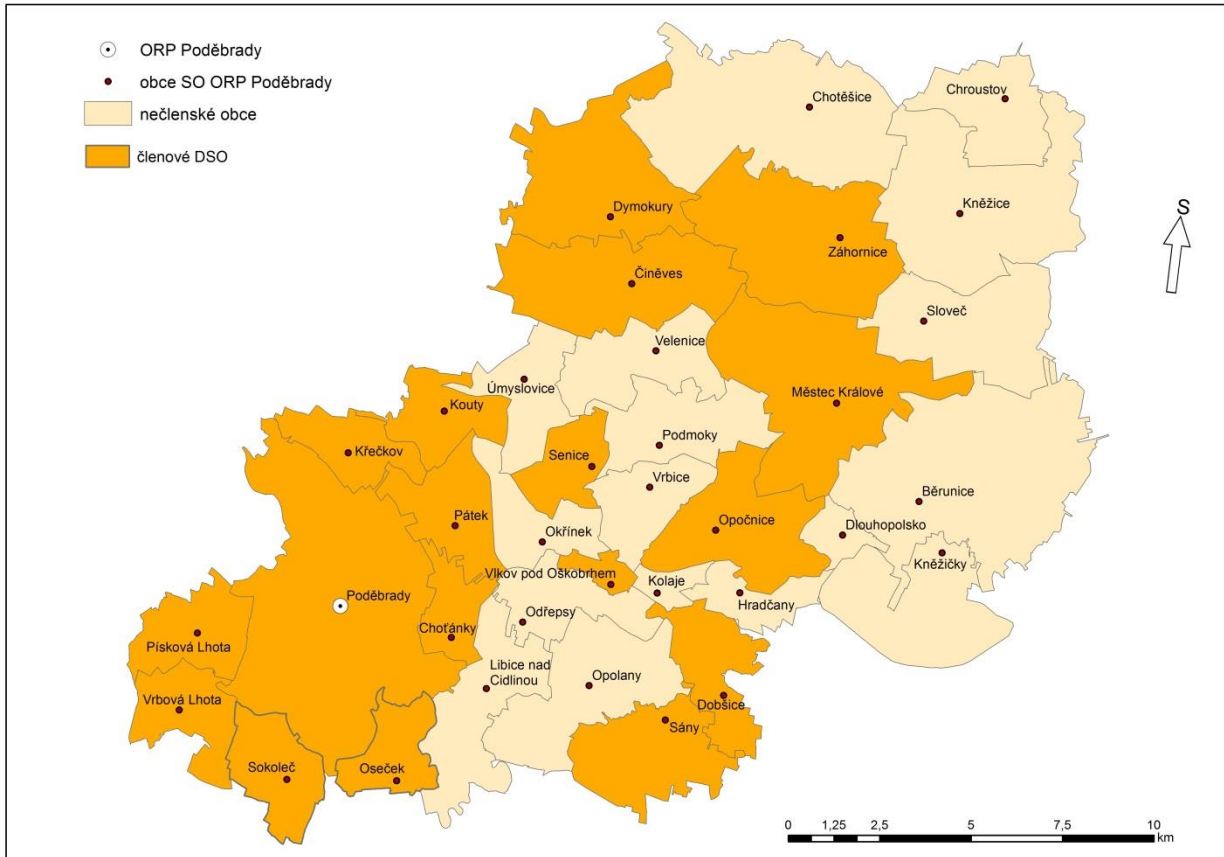 ORP Poděbrady
obce SO ORP Poděbrady
nečlenské obce
členové DSO
Chotěšice
Chroustov
Kněžice
S
Dymokury
Záhornice
Činěves
Sloveč
Velenice
Úmyslovice
Městec Králové
Kouty
Podmoky
Křečkov
Senice
Vrbice
Běrunice
Pátek
Opočnice
Dlouhopolsko
Okřínek
Kněžičky
Vlkov pod Oškobrhem
Kolaje
Hradčany
Poděbrady
Odřepsy
Choťánky
Písková Lhota
Libice nad
Cidlinou
Opolany
Vrbová Lhota
Dobšice
Sány
Sokoleč
Oseček
0 1,25 2,5 5 7,5 10
km